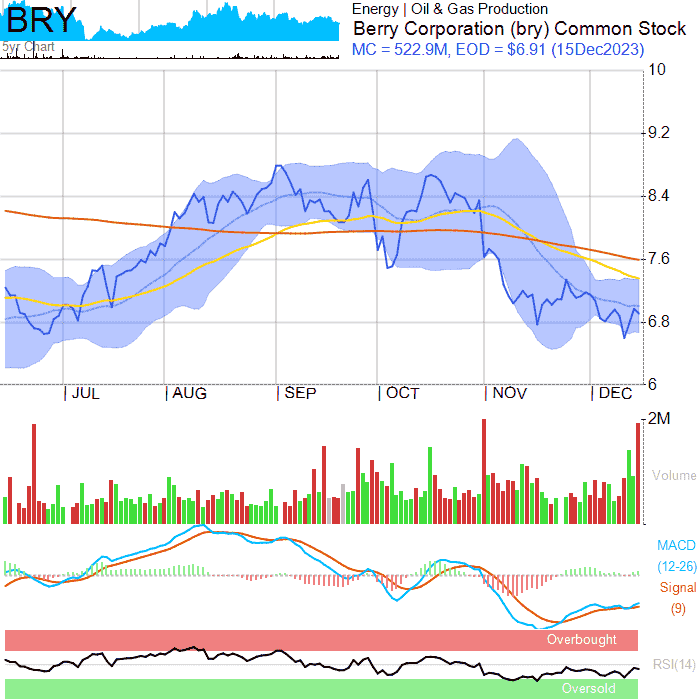 BRY
5yr Chart
Energy | Oil & Gas Production
Berry Corporation (bry) Common Stock
MC = 522.9M, EOD = $6.91 (15Dec2023)
10
9.2
8.4
7.6
6.8
6
JUL AUG SEP OCT NOV DEC
2M
Volume
MACD
(12-26)
Signal
(9)
Overbought
RSI(14)
Oversold